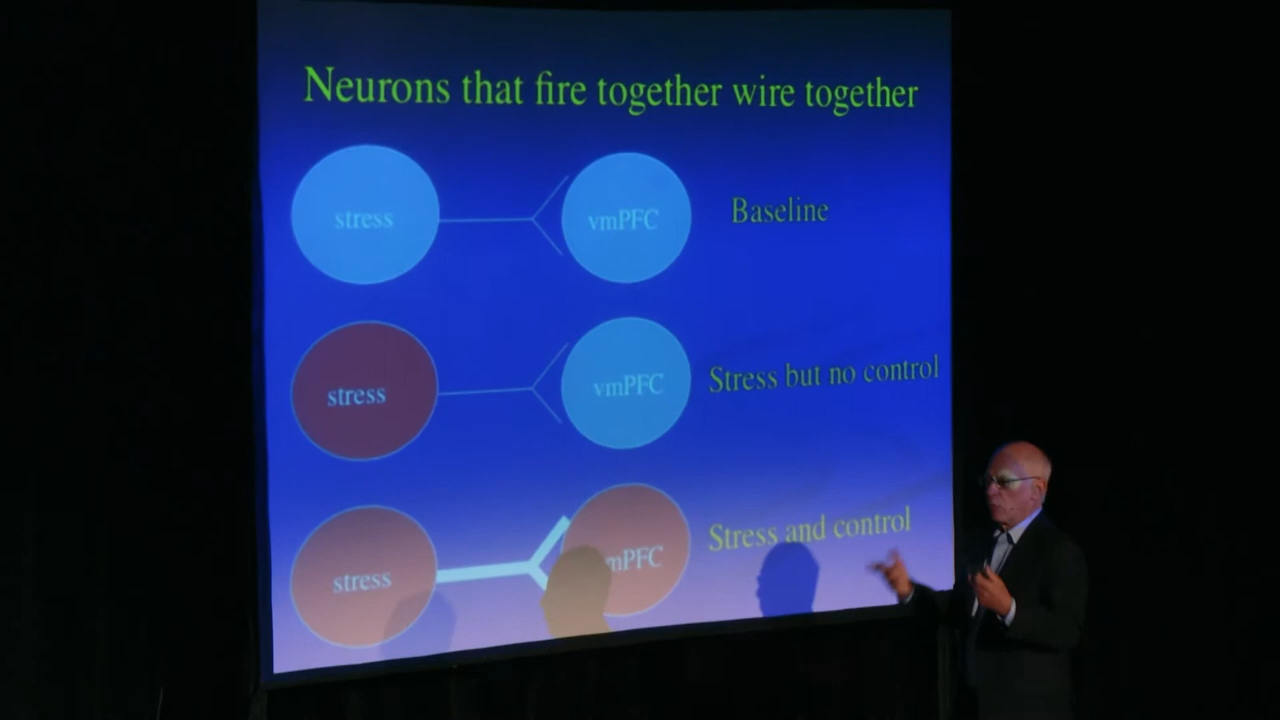 Neurons that fire together wire together
stress
vmPFC
Baseline
stress
vmPFC
Stress but no control
stress
mPFC
Stress and control